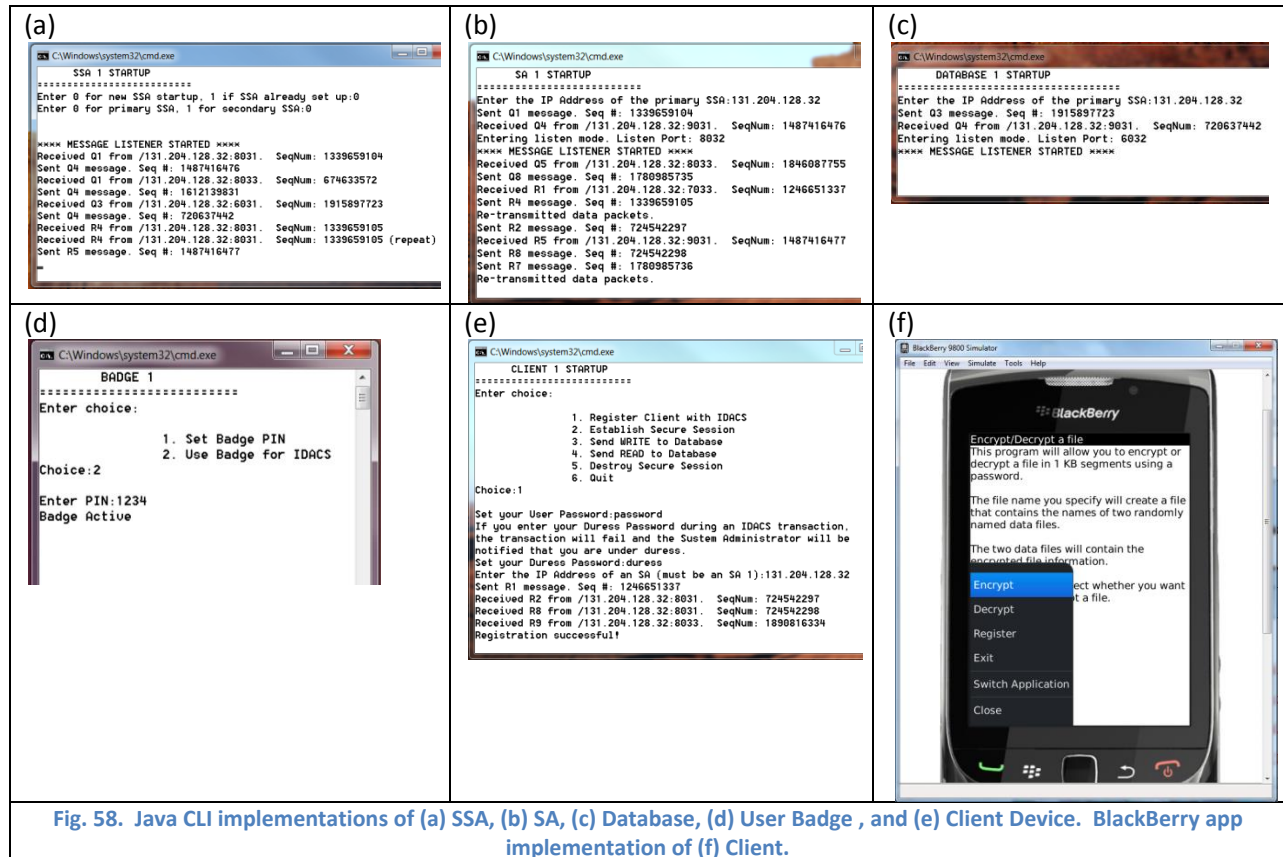 (a)
C:\Windows\system32\cmd.exe
SSA 1 STARTUP
==========================
Enter 0 for new SSA startup, 1 if SSA already set up:0
Enter 0 for primary SSA, 1 for secondary SSA:0
**** MESSAGE LISTENER STARTED ****
Received Q1 from /131.204.128.32:8031. SeqNum: 1339659104
Sent Q4 message. Seq #: 1487416476
Received Q1 from /131.204.128.32:8033. SeqNum: 674633572
Sent Q4 message. Seq #: 1612139831
Received Q3 from /131.204.128.32:6031. SeqNum: 1915897723
Sent Q4 message. Seq #: 720637442
Received R4 from /131.204.128.32:8031. SeqNum: 1339659105
Received R4 from /131.204.128.32:8031. SeqNum: 1339659105 (repeat)
Sent R5 message. Seq #: 1487416477
(b)
C:\Windows\system32\cmd.exe
SA 1 STARTUP
==========================
Enter the IP Address of the primary SSA:131.204.128.32
Sent Q1 message. Seq #: 1339659104
Received Q4 from /131.204.128.32:9031. SeqNum: 1487416476
Entering listen mode. Listen Port: 8032
**** MESSAGE LISTENER STARTED ****
Received Q5 from /131.204.128.32:8033. SeqNum: 1846087755
Sent Q8 message. Seq #: 1780985735
Received R1 from /131.204.128.32:7033. SeqNum: 1246651337
Sent R4 message. Seq #: 1339659105
Re-transmitted data packets.
Sent R2 message. Seq #: 724542297
Received R5 from /131.204.128.32:9031. SeqNum: 1487416477
Sent R8 message. Seq #: 724542298
Sent R7 message. Seq #: 1780985736
Re-transmitted data packets.
(c)
C:\Windows\system32\cmd.exe
DATABASE 1 STARTUP
==================================
Enter the IP Address of the primary SSA:131.204.128.32
Sent Q3 message. Seq #: 1915897723
Received Q4 from /131.204.128.32:9031. SeqNum: 720637442
Entering listen mode. Listen Port: 6032
**** MESSAGE LISTENER STARTED ****
(d)
C:\Windows\system32\cmd.exe
BADGE 1
==========================
Enter choice:
1. Set Badge PIN
2. Use Badge for IDACS
Choice:2
Enter PIN:1234
Badge Active
(e)
C:\Windows\system32\cmd.exe
CLIENT 1 STARTUP
==========================
Enter choice:
1. Register Client with IDACS
2. Establish Secure Session
3. Send WRITE to Database
4. Send READ to Database
5. Destroy Secure Session
6. Quit
Choice:1
Set your User Password:password
If you enter your Duress Password during an IDACS transaction,
the transaction will fail and the System Administrator will be
notified that you are under duress.
Set your Duress Password:duress
Enter the IP Address of an SA (must be an SA 1):131.204.128.32
Sent R1 message. Seq #: 1246651337
Received R2 from /131.204.128.32:8031. SeqNum: 724542297
Received R8 from /131.204.128.32:8031. SeqNum: 724542298
Received R9 from /131.204.128.32:8033. SeqNum: 1890816334
Registration successful!
(f)
BlackBerry 9800 Simulator
File Edit View Simulate Tools Help
BlackBerry
Encrypt/Decrypt a file
This program will allow you to encrypt or
decrypt a file in 1 KB segments using a
password.
The file name you specify will create a file
that contains the names of two randomly
named data files.
The two data files will contain the
encrypted file information.
Encrypt
ect whether you want
Decrypt
t a file.
Register
Exit
Switch Application
Close
Fig. 58. Java CLI implementations of (a) SSA, (b) SA, (c) Database, (d) User Badge , and (e) Client Device. BlackBerry app
implementation of (f) Client.